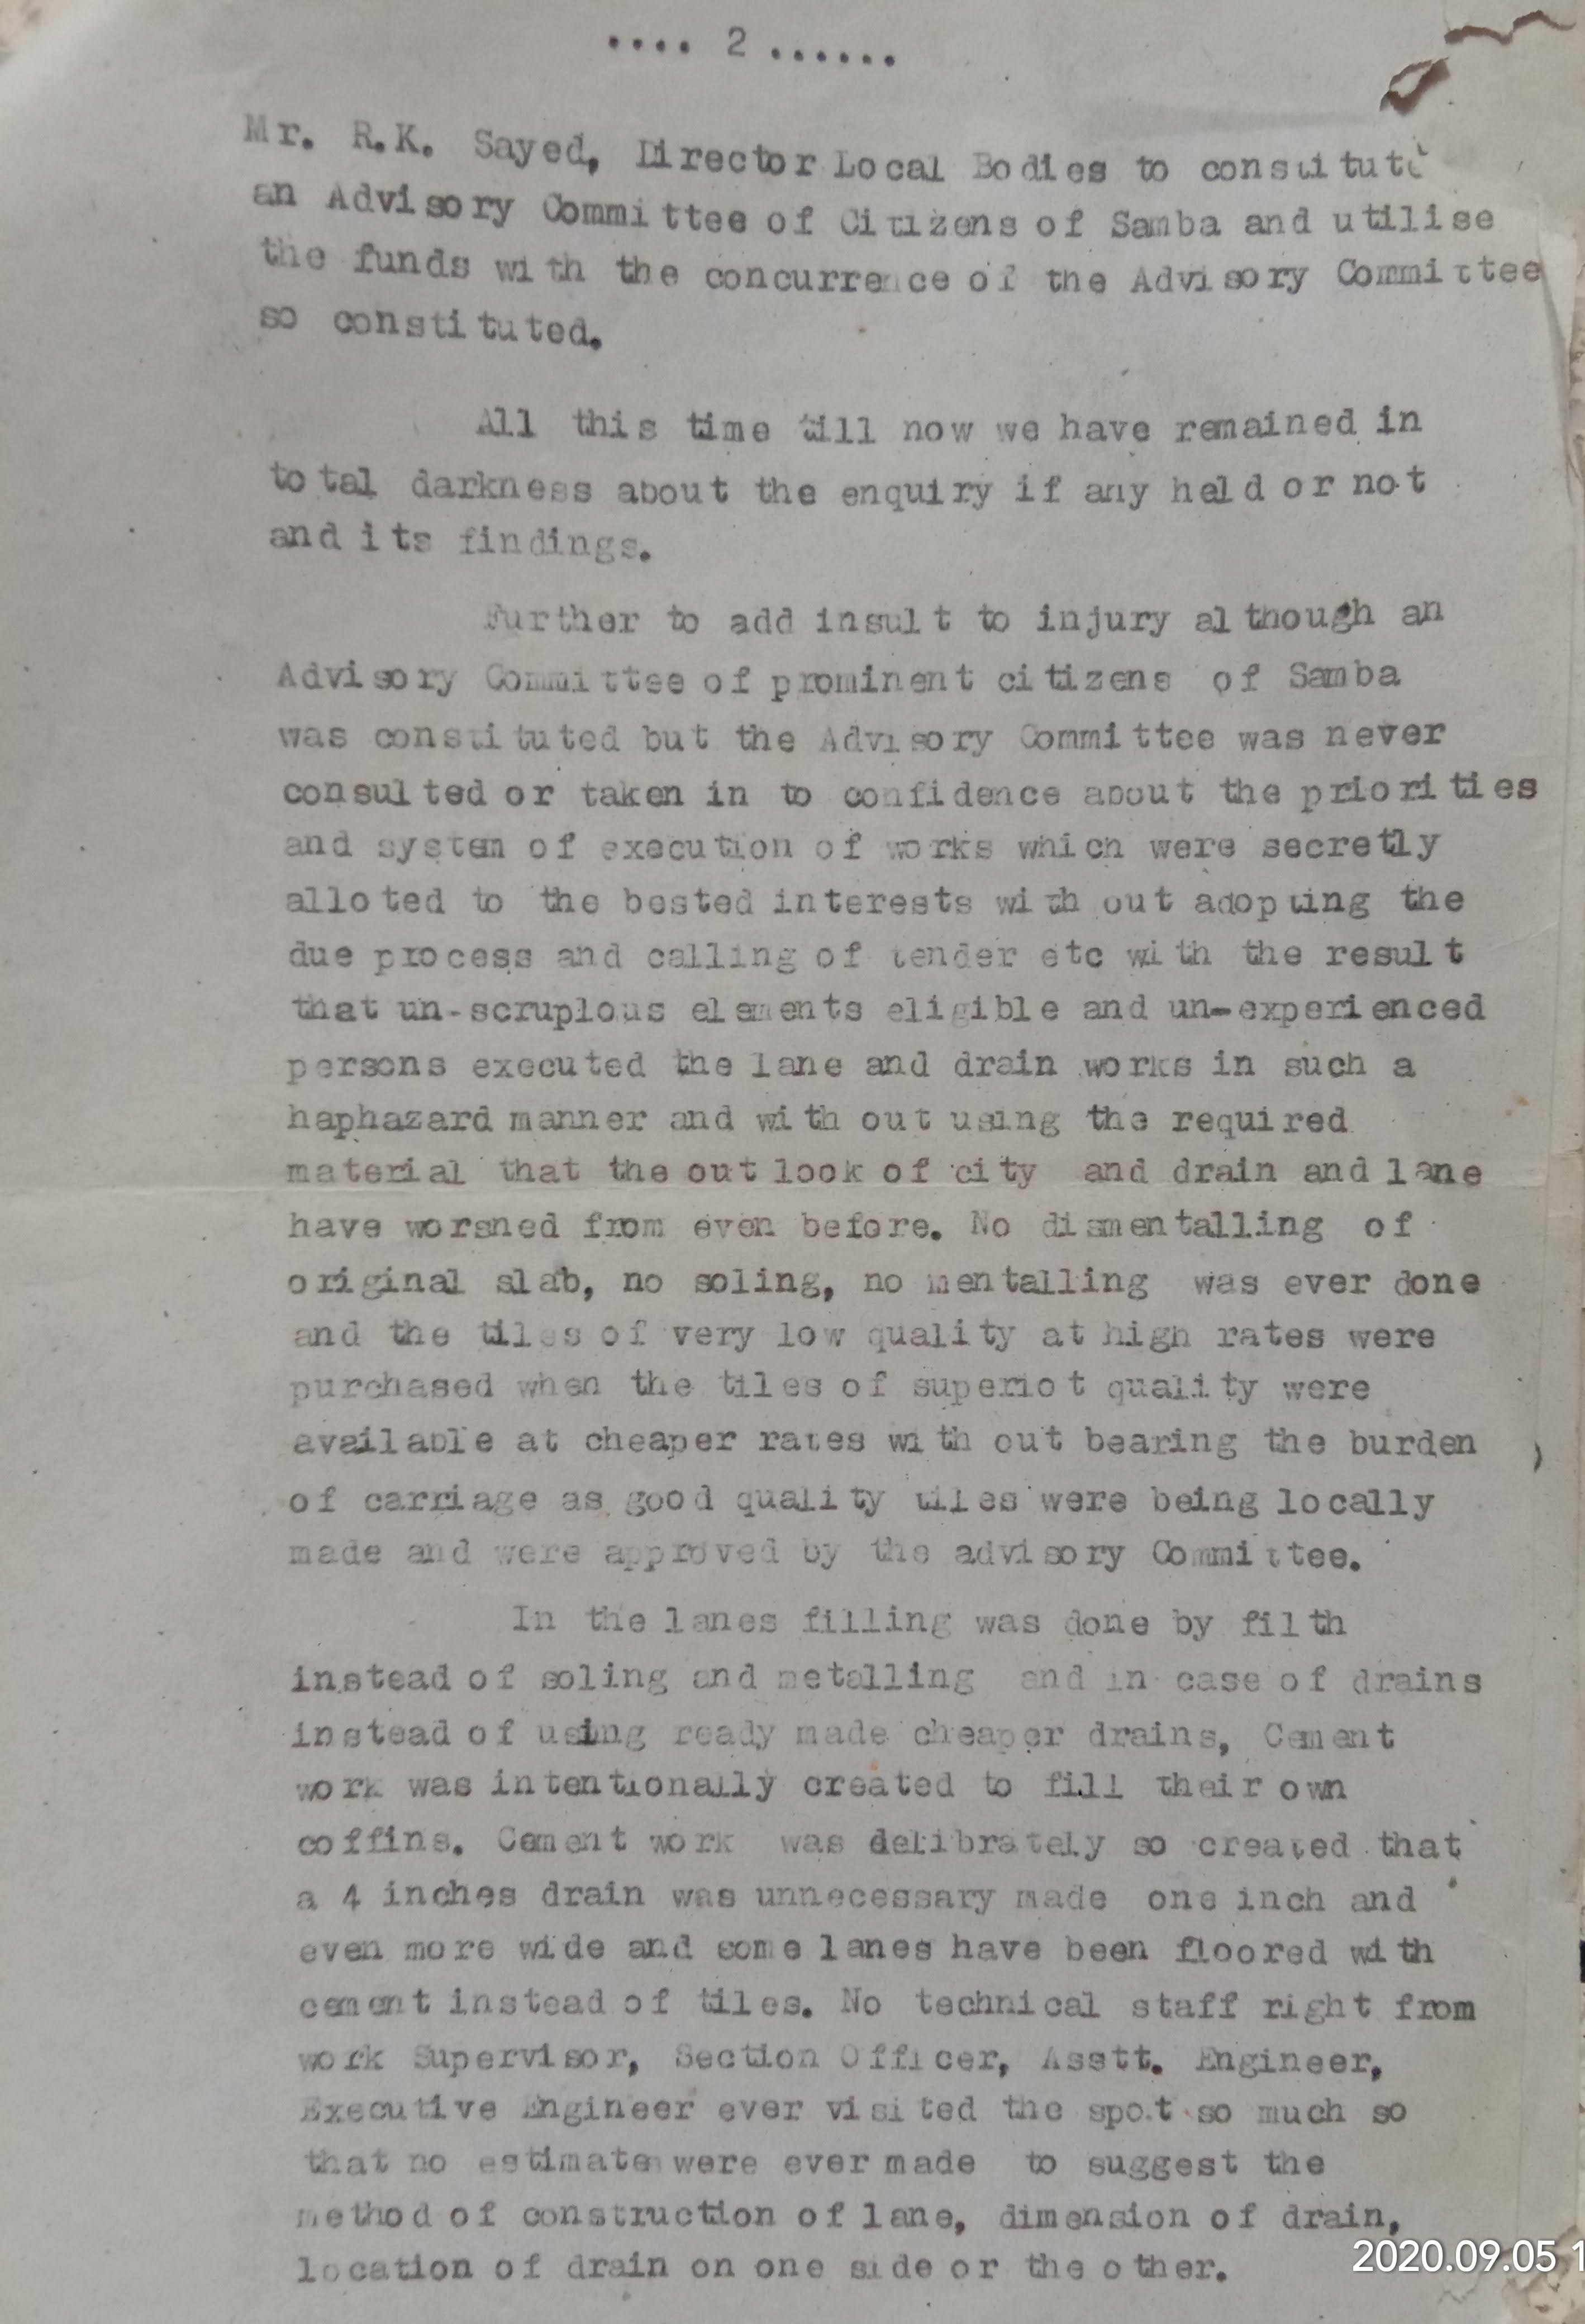 .... 2 ......
Mr. R.K. Sayed, Director Local Bodies to constitute
an Advisory Committee of Citizens of Samba and utilise
the funds with the concurrence of the Advisory Committee
so constituted.
All this time till now we have remained in
total darkness about the enquiry if any held or not
and its findings.
Further to add insult to injury although an
Advisory Committee of prominent citizens of Samba
was constituted but the Advisory Committee was never
consulted or taken in to confidence about the priorities
and system of execution of works which were secretly
alloted to the bested interests with out adopting the
due process and calling of tender etc with the result
that un-scruplous elements eligible and un-experienced
persons executed the lane and drain works in such a
haphazard manner and with out using the required
material that the out look of city and drain and lane
have worsned from even before. No dismentalling of
original slab, no soling, no mentalling was ever done
and the tiles of very low quality at high rates were
purchased when the tiles of superiot quality were
available at cheaper rates with out bearing the burden
of carriage as good quality tiles were being locally
made and were approved by the advisory Committee.
In the lanes filling was done by filth
instead of soling and metalling and in case of drains
instead of using ready made cheaper drains, Cement
work was intentionally created to fill their own
coffins. Cement work was delibrately so created that
a 4 inches drain was unnecessary made one inch and
even more wide and some lanes have been floored with
cement instead of tiles. No technical staff right from
work Supervisor, Section Officer, Asstt. Engineer,
Executive Engineer ever visited the spot so much so
that no estimate were ever made to suggest the
method of construction of lane, dimension of drain,
location of drain on one side or the other.
2020.09.05 1